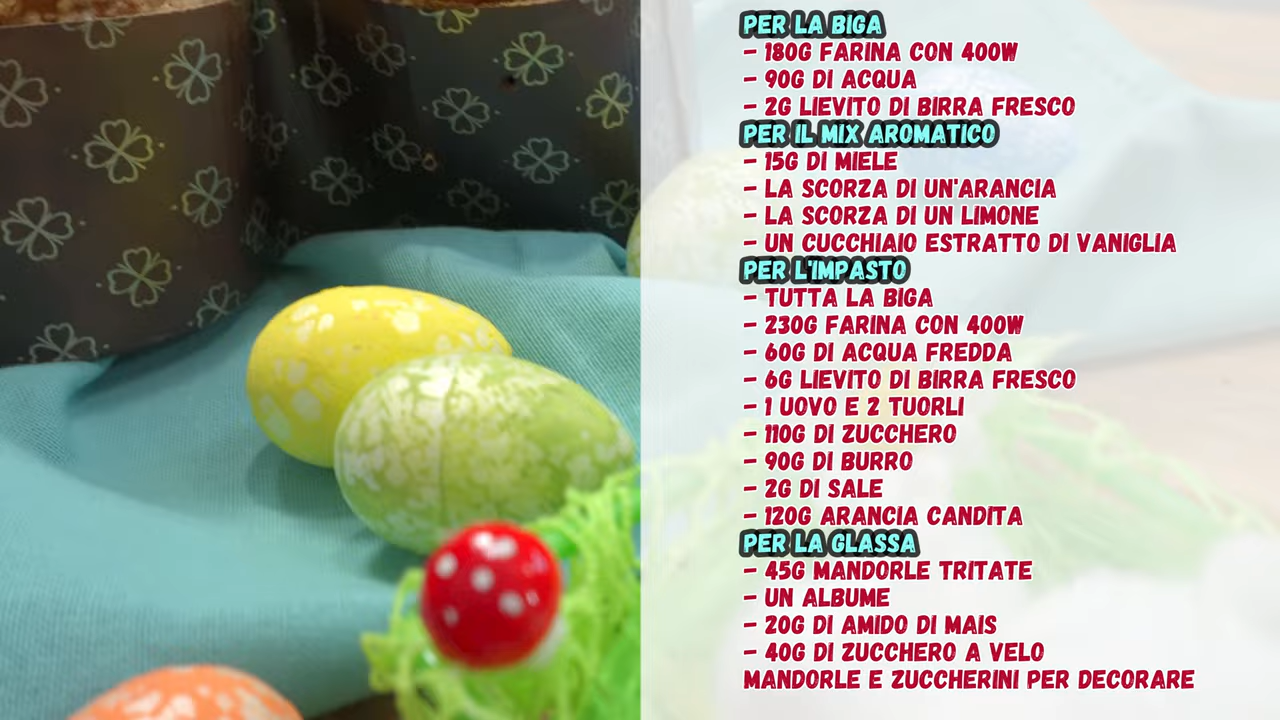 PER LA BIGA
- 180G FARINA CON 400W
- 90G DI ACQUA
- 2G LIEVITO DI BIRRA FRESCO
PER IL MIX AROMATICO
- 15G DI MIELE
- LA SCORZA DI UN'ARANCIA
- LA SCORZA DI UN LIMONE
- UN CUCCHIAIO ESTRATTO DI VANIGLIA
PER L'IMPASTO
- TUTTA LA BIGA
- 230G FARINA CON 400W
- 60G DI ACQUA FREDDA
- 6G LIEVITO DI BIRRA FRESCO
- 1 UOVO E 2 TUORLI
- 110G DI ZUCCHERO
- 90G DI BURRO
- 2G DI SALE
- 120G ARANCIA CANDITA
PER LA GLASSA
- 45G MANDORLE TRITATE
- UN ALBUME
- 20G DI AMIDO DI MAIS
- 40G DI ZUCCHERO A VELO
MANDORLE E ZUCCHERINI PER DECORARE